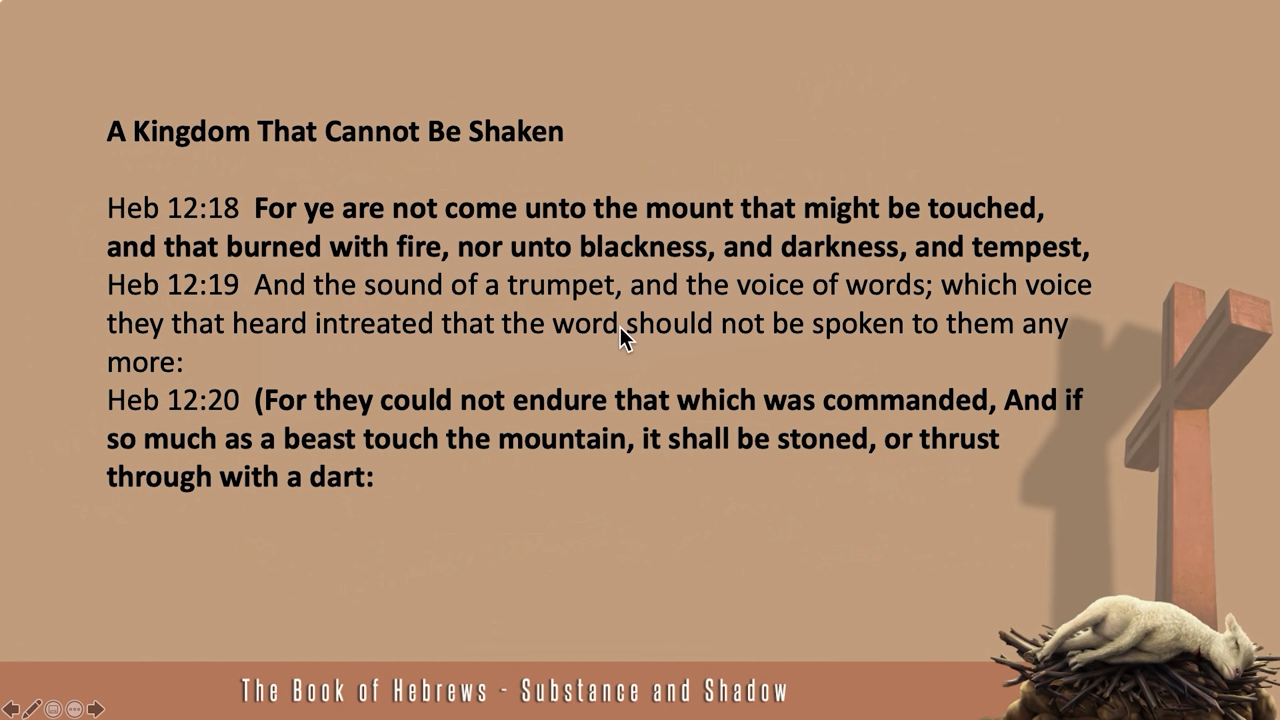 A Kingdom That Cannot Be Shaken
Heb 12:18 For ye are not come unto the mount that might be touched,
and that burned with fire, nor unto blackness, and darkness, and tempest,
Heb 12:19 And the sound of a trumpet, and the voice of words; which voice
they that heard intreated that the word should not be spoken to them any
more:
Heb 12:20 (For they could not endure that which was commanded, And if
so much as a beast touch the mountain, it shall be stoned, or thrust
through with a dart:
The Book of Hebrews - Substance and Shadow